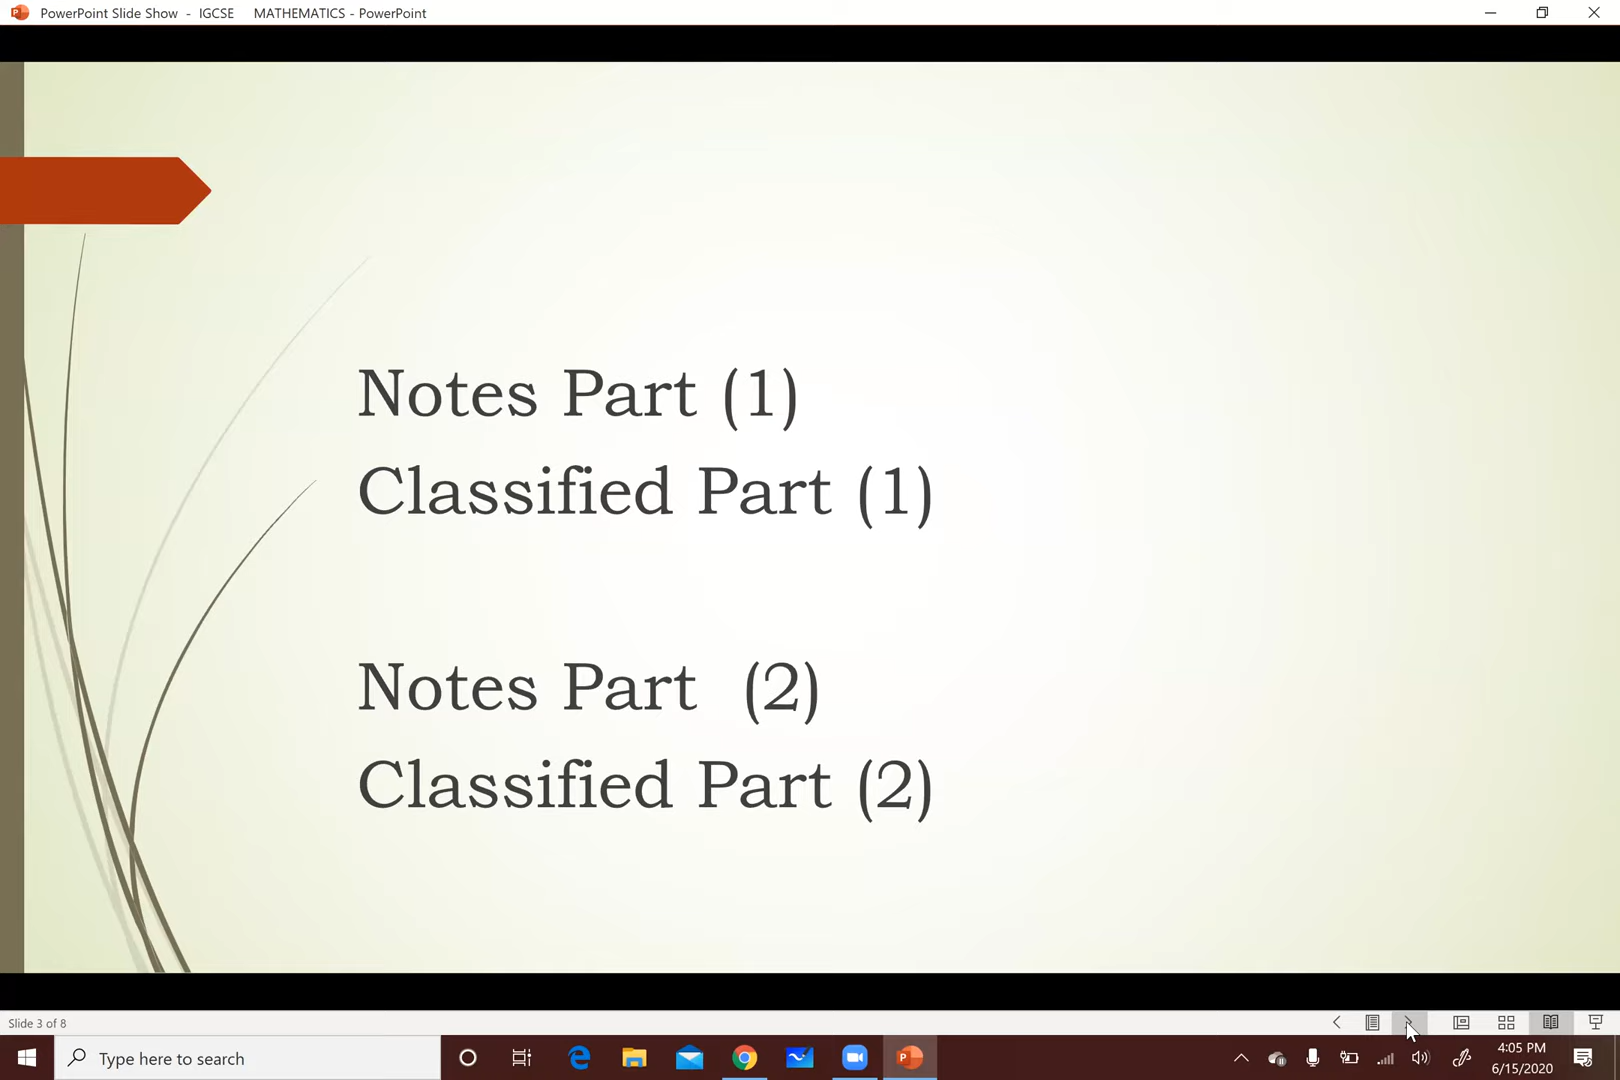 PowerPoint Slide Show - IGCSE MATHEMATICS - PowerPoint
Notes Part (1)
Classified Part (1)
Notes Part (2)
Classified Part (2)
Slide 3 of 8
Type here to search
4:05 PM
6/15/2020